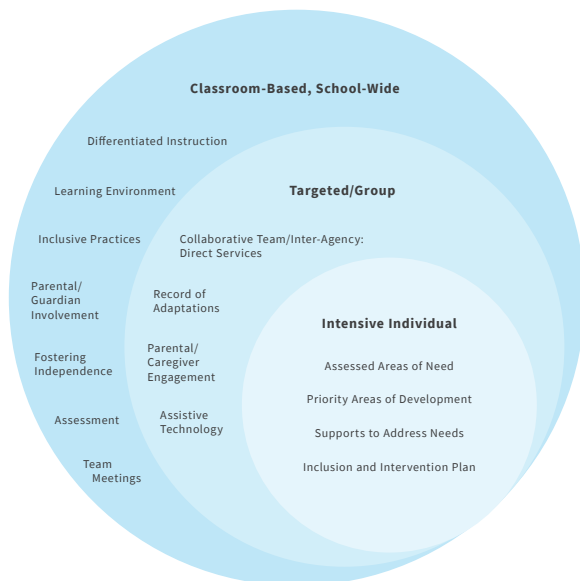 Classroom-Based, School-Wide
Differentiated Instruction
Learning Environment
Inclusive Practices
Parental/
Guardian
Involvement
Fostering
Independence
Assessment
Team
Meetings
Targeted/Group
Collaborative Team/Inter-Agency:
Direct Services
Record of
Adaptations
Parental/
Caregiver
Engagement
Assistive
Technology
Intensive Individual
Assessed Areas of Need
Priority Areas of Development
Supports to Address Needs
Inclusion and Intervention Plan